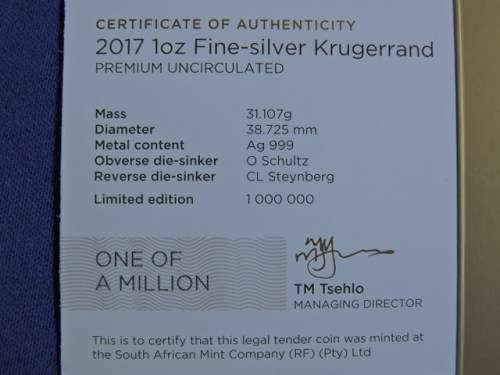 CERTIFICATE OF AUTHENTICITY
2017 1oz Fine-silver Krugerrand
PREMIUM UNCIRCULATED
Mass 31.107g
Diameter 38.725 mm
Metal content Ag 999
Obverse die-sinker O Schultz
Reverse die-sinker CL Steynberg
Limited edition 1 000 000
ONE OF
A MILLION
TM Tsehlo
MANAGING DIRECTOR
This is to certify that this legal tender coin was minted at
the South African Mint Company (RF) (Pty) Ltd